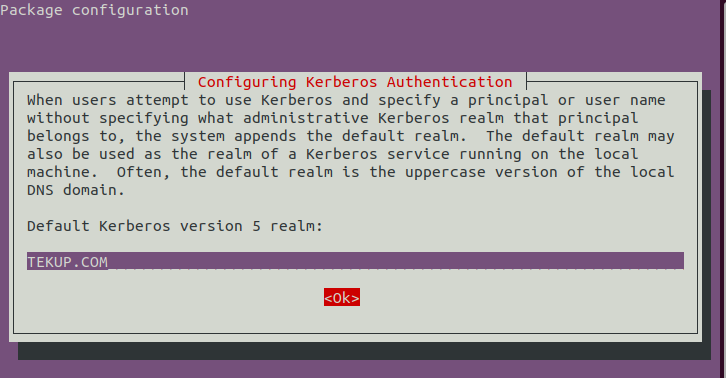 Package configuration
Configuring Kerberos Authentication
When users attempt to use Kerberos and specify a principal or user name
without specifying what administrative Kerberos realm that principal
belongs to, the system appends the default realm.  The default realm may
also be used as the realm of a Kerberos service running on the local
machine.  Often, the default realm is the uppercase version of the local
DNS domain.
Default Kerberos version 5 realm:
TEKUP.COM
<Ok>